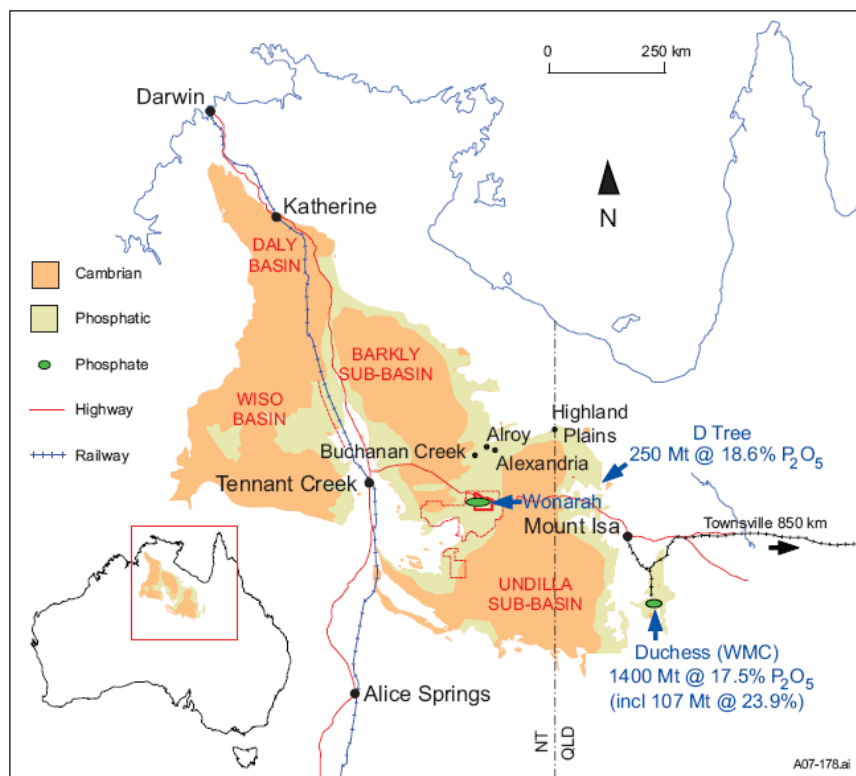 0
250 km
Darwin
N
Katherine
DALY
BASIN
Cambrian
Phosphatic
Phosphate
Highway
Railway
BARKLY
SUB-BASIN
WISO
BASIN
Highland
Plains
Alroy
Buchanan Creek
Alexandria
D Tree
250 Mt @ 18.6% P₂O₅
Tennant Creek
Wonarah
Mount Isa
Townsville 850 km
UNDILLA
SUB-BASIN
Duchess (WMC)
1400 Mt @ 17.5% P₂O₅
(incl 107 Mt @ 23.9%)
Alice Springs
NT
QLD
A07-178.ai